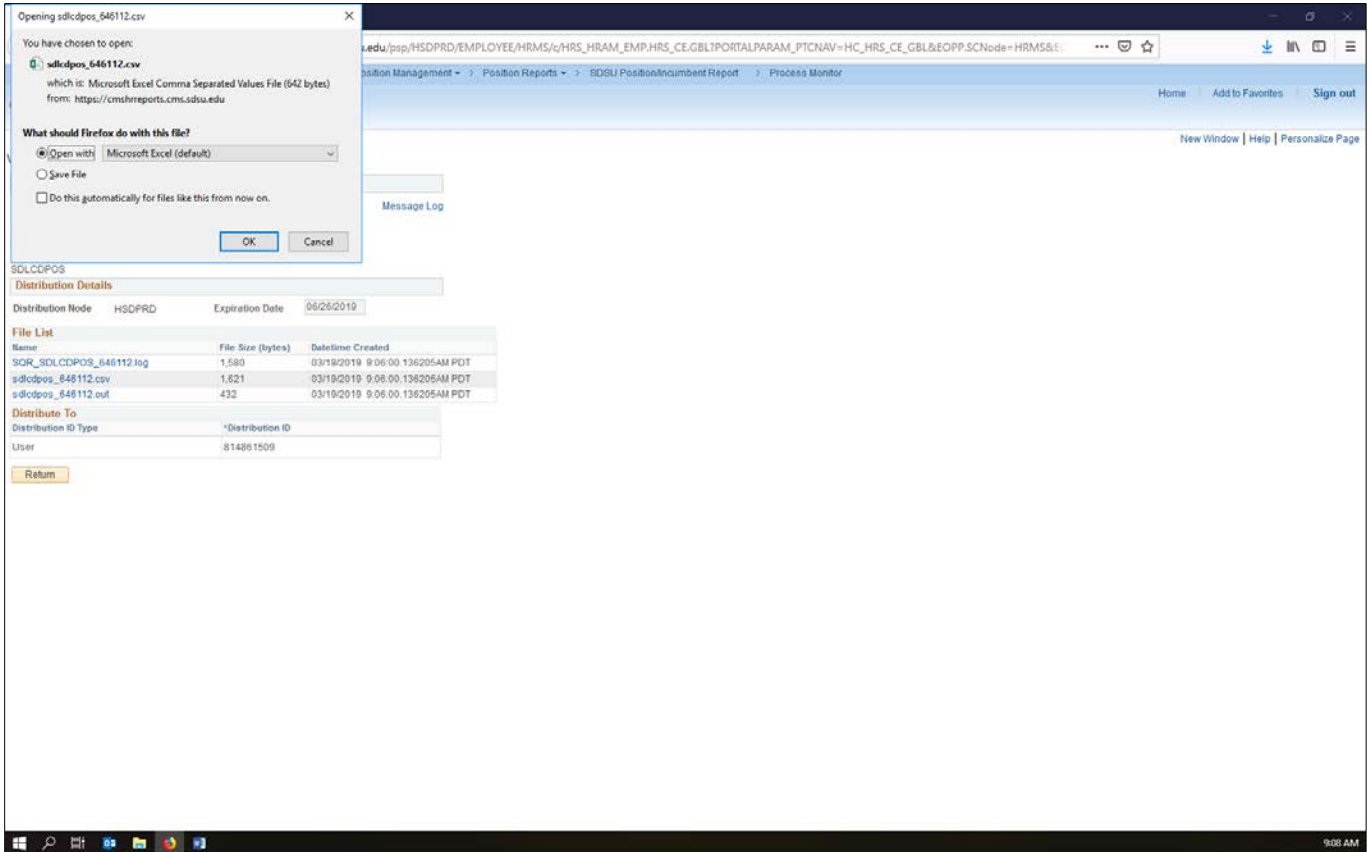 Opening sdlcdpos_646112.csv
You have chosen to open:
sdlcdpos_646112.csv
which is: Microsoft Excel Comma Separated Values File (642 bytes)
from: https://cmshrreports.cms.sdsu.edu
What should Firefox do with this file?
Open with Microsoft Excel (default)
Save File
Do this automatically for files like this from now on.
OK Cancel
.edu/psp/HSDPRD/EMPLOYEE/HRMS/c/HRS_HRAM_EMP.HRS_CE.GBL?PORTALPARAM_PTCNAV=HC_HRS_CE_GBL&EOPP.SCNode=HRMS&
Position Management > Position Reports > SDSU Position/Incumbent Report > Process Monitor
Home Add to Favorites Sign out
New Window | Help | Personalize Page
Message Log
SDLCDPOS
Distribution Details
Distribution Node HSDPRD Expiration Date 06/26/2019
File List
Name File Size (bytes) Datetime Created
SQR_SDLCDPOS_646112.log 1,580 03/19/2019 9:06:00.136205AM PDT
sdlcdpos_646112.csv 1,621 03/19/2019 9:06:00.136205AM PDT
sdlcdpos_646112.out 432 03/19/2019 9:06:00.136205AM PDT
Distribute To
Distribution ID Type *Distribution ID
User 814861509
Return
9:08 AM